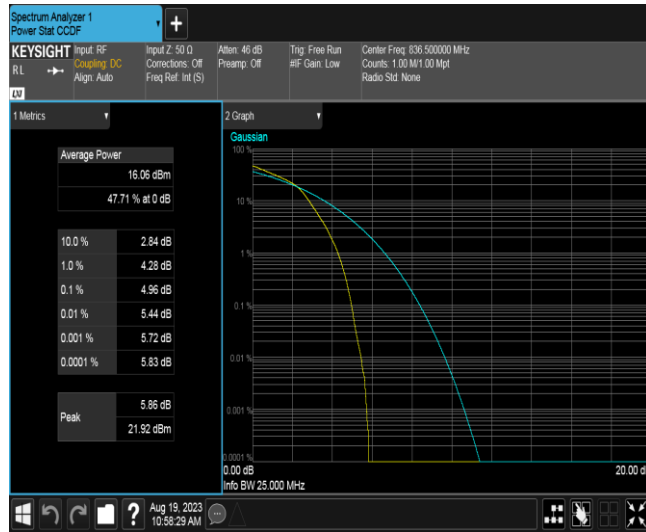 Spectrum Analyzer 1
Power Stat CCDF
KEYSIGHT
Input: RF
Coupling: DC
Align: Auto
Input Z: 50 Ω
Corrections: Off
Freq Ref: Int (S)
Atten: 46 dB
Preamp: Off
Trig: Free Run
#IF Gain: Low
Center Freq: 836.500000 MHz
Counts: 1.00 M/1.00 Mpt
Radio Std: None
RL
LXI
1 Metrics
Average Power
16.06 dBm
47.71 % at 0 dB
10.0 % 2.84 dB
1.0 % 4.28 dB
0.1 % 4.96 dB
0.01 % 5.44 dB
0.001 % 5.72 dB
0.0001 % 5.83 dB
Peak 5.86 dB
21.92 dBm
2 Graph
Gaussian
100 %
10 %
1 %
0.1 %
0.01 %
0.001 %
0.0001 %
0.00 dB
20.00 d
Info BW 25.000 MHz
?
Aug 19, 2023
10:58:29 AM